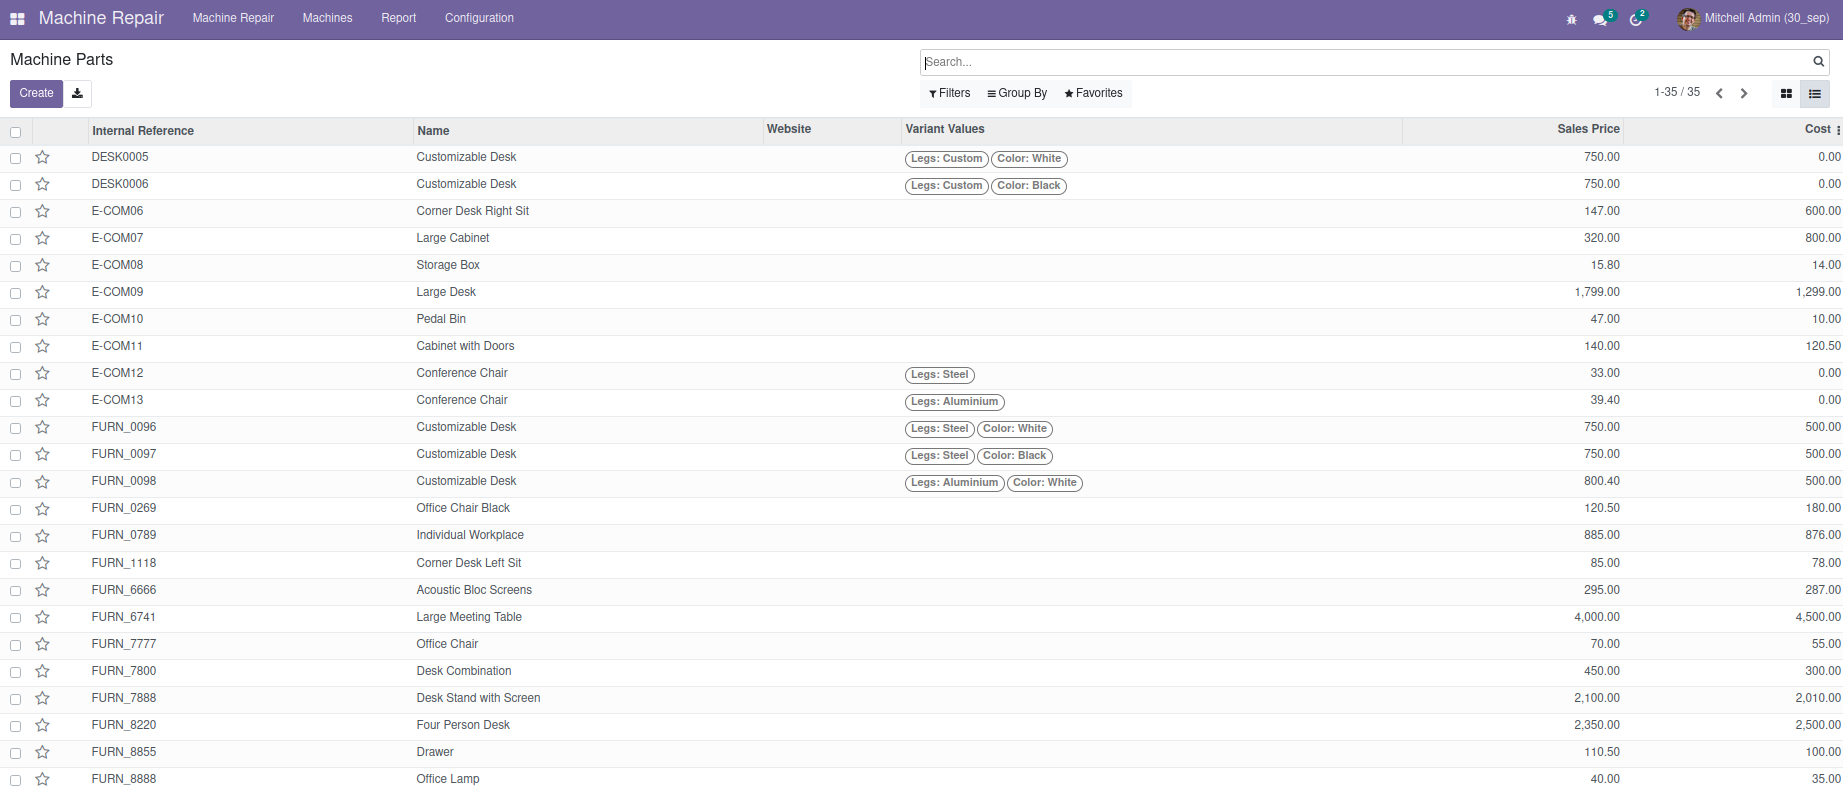 Machine Repair Machine Repair Machines Report Configuration 5 2 Mitchell Admin (30_sep)
Machine Parts Search...
Create Filters Group By Favorites 1-35 / 35
Internal Reference Name Website Variant Values Sales Price Cost
DESK0005 Customizable Desk Legs: Custom Color: White 750.00 0.00
DESK0006 Customizable Desk Legs: Custom Color: Black 750.00 0.00
E-COM06 Corner Desk Right Sit 147.00 600.00
E-COM07 Large Cabinet 320.00 800.00
E-COM08 Storage Box 15.80 14.00
E-COM09 Large Desk 1,799.00 1,299.00
E-COM10 Pedal Bin 47.00 10.00
E-COM11 Cabinet with Doors 140.00 120.50
E-COM12 Conference Chair Legs: Steel 33.00 0.00
E-COM13 Conference Chair Legs: Aluminium 39.40 0.00
FURN_0096 Customizable Desk Legs: Steel Color: White 750.00 500.00
FURN_0097 Customizable Desk Legs: Steel Color: Black 750.00 500.00
FURN_0098 Customizable Desk Legs: Aluminium Color: White 800.40 500.00
FURN_0269 Office Chair Black 120.50 180.00
FURN_0789 Individual Workplace 885.00 876.00
FURN_1118 Corner Desk Left Sit 85.00 78.00
FURN_6666 Acoustic Bloc Screens 295.00 287.00
FURN_6741 Large Meeting Table 4,000.00 4,500.00
FURN_7777 Office Chair 70.00 55.00
FURN_7800 Desk Combination 450.00 300.00
FURN_7888 Desk Stand with Screen 2,100.00 2,010.00
FURN_8220 Four Person Desk 2,350.00 2,500.00
FURN_8855 Drawer 110.50 100.00
FURN_8888 Office Lamp 40.00 35.00